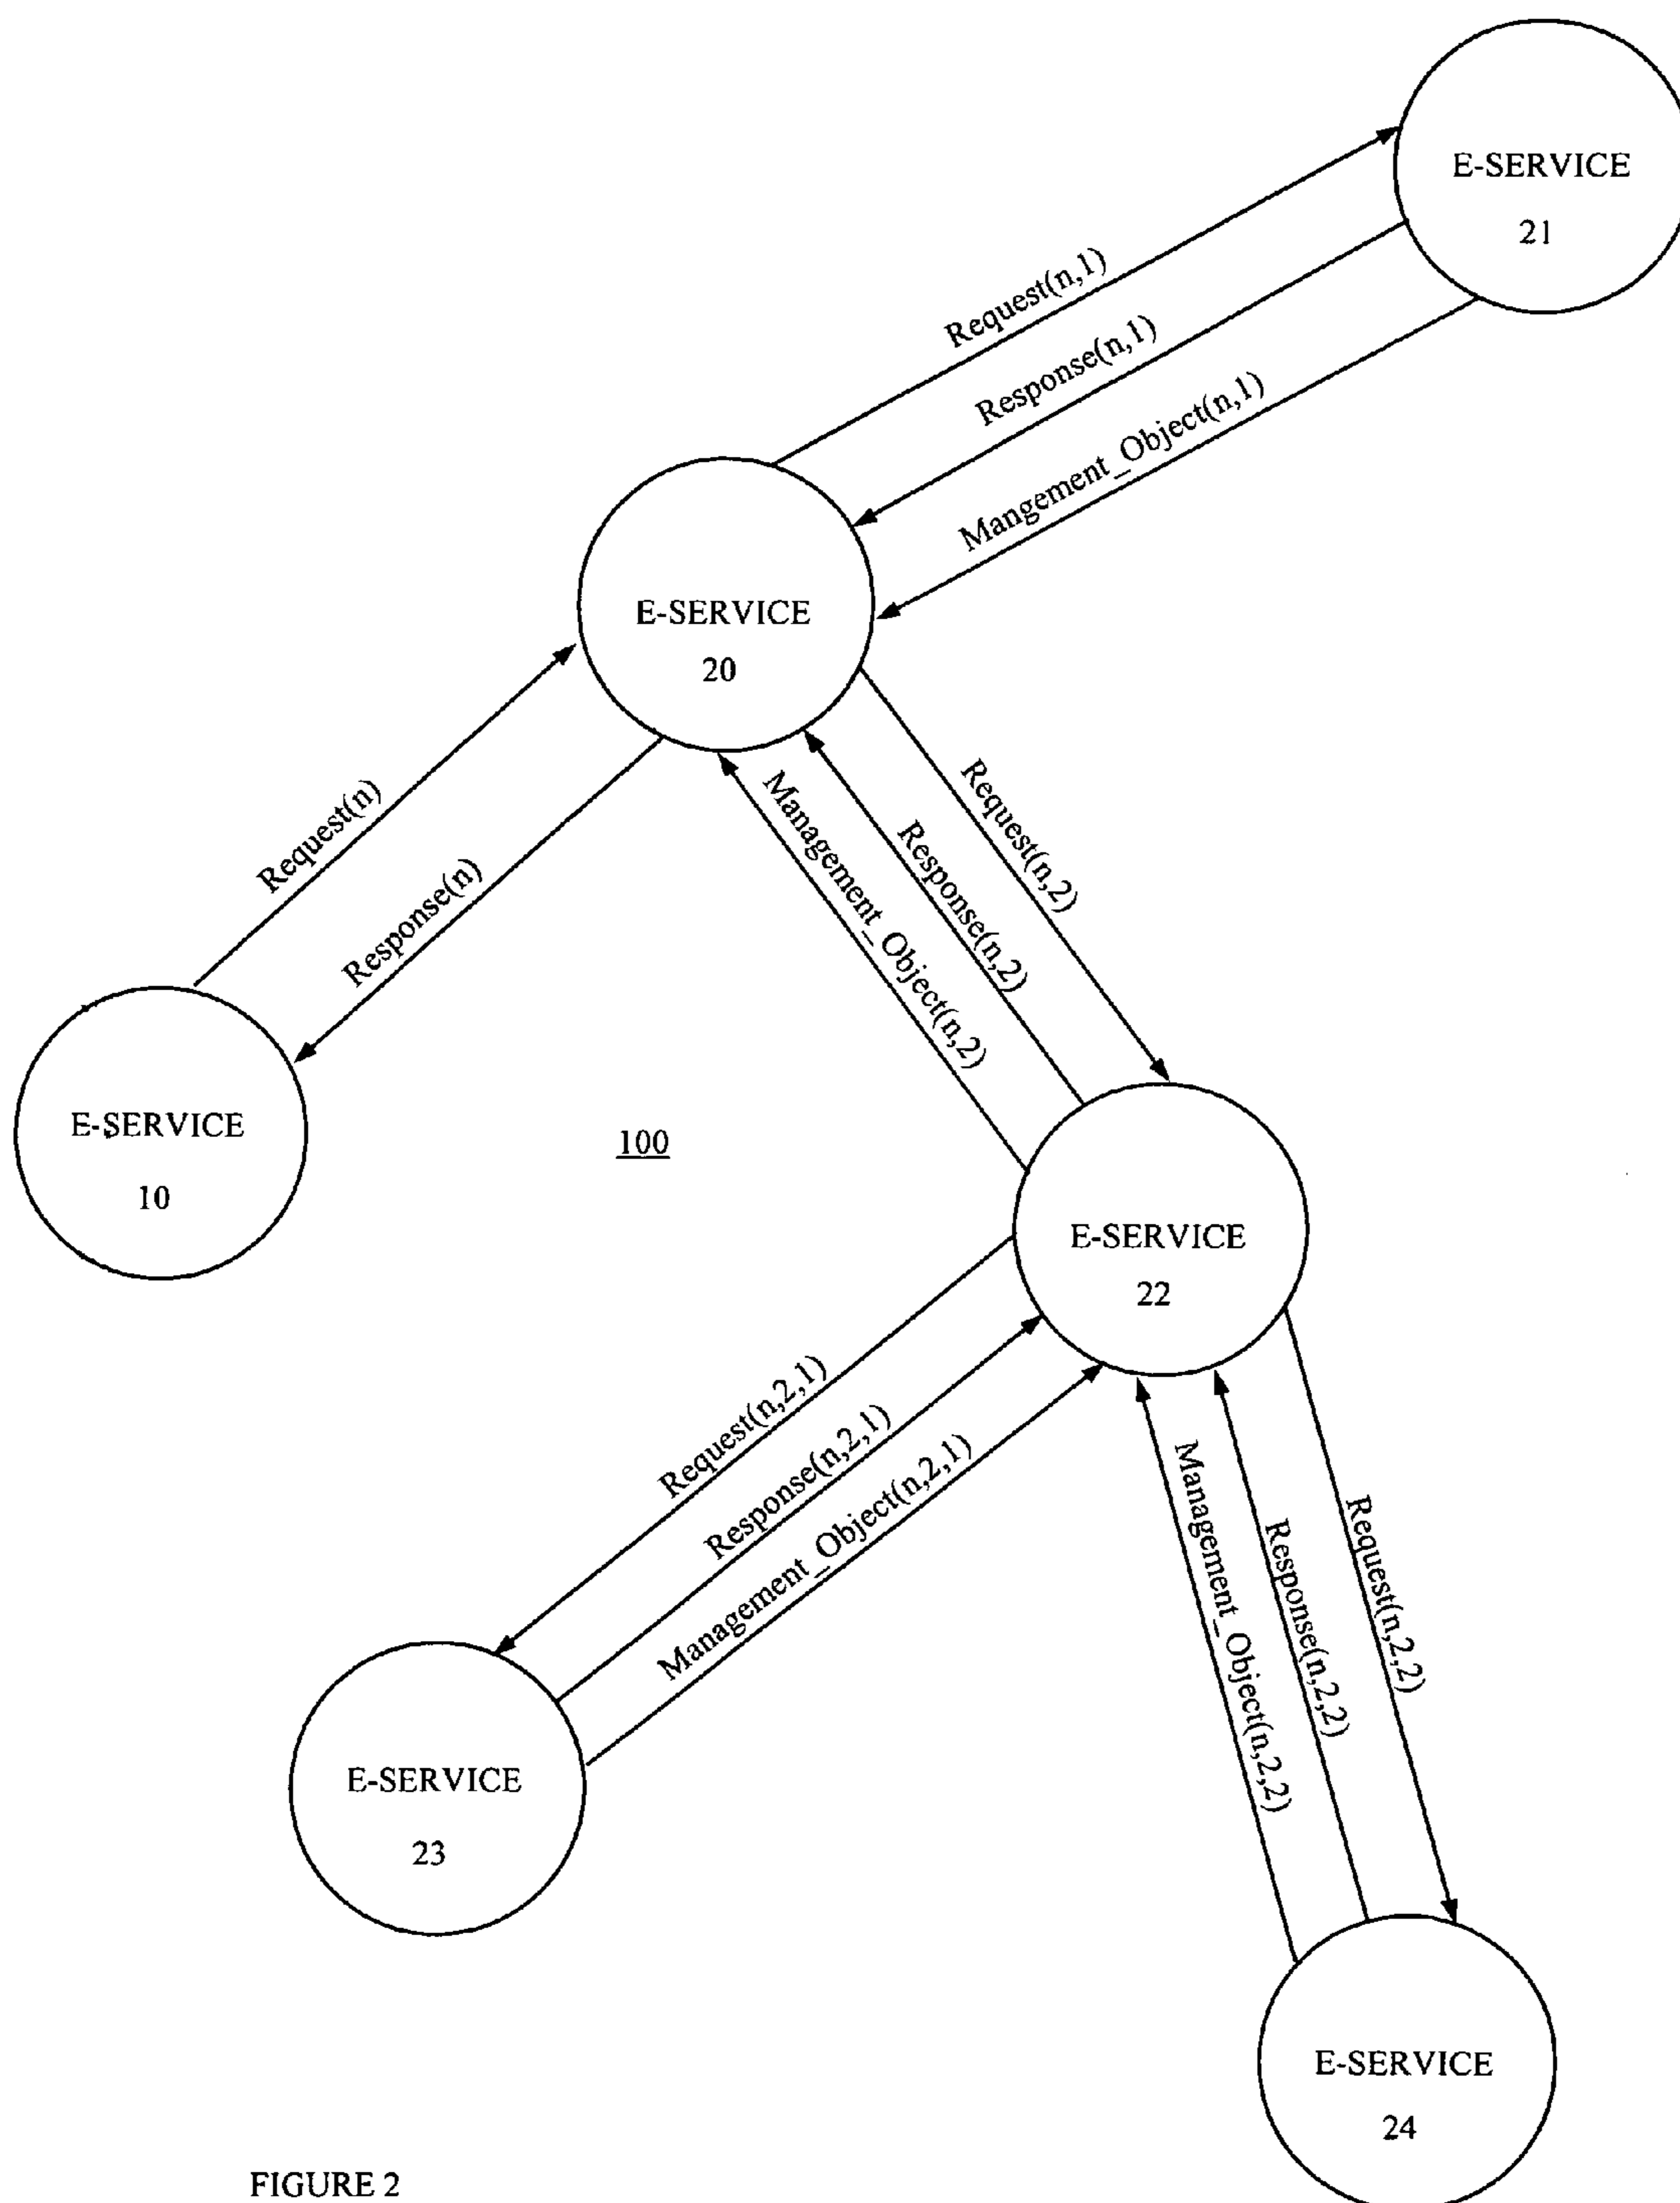 E-SERVICE
21
Request(n,1)
Response(n,1)
Mangement_Object(n,1)
E-SERVICE
20
Request(n)
Response(n)
Management_Object(n,2)
Response(n,2)
Request(n,2)
E-SERVICE
10
100
E-SERVICE
22
Request(n,2,1)
Response(n,2,1)
Management_Object(n,2,1)
Management_Object(n,2,2)
Response(n,2,2)
Request(n,2,2)
E-SERVICE
23
E-SERVICE
24
FIGURE 2